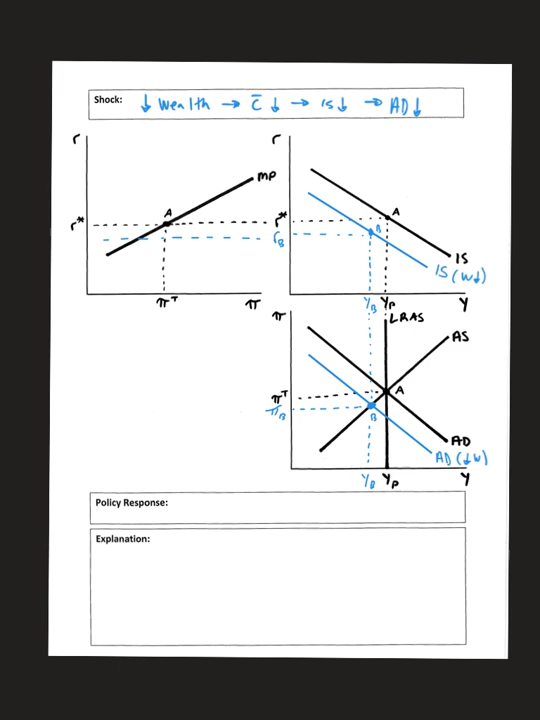 Shock: ↓ Wealth → C̄ ↓ → IS ↓ → AD ↓
r
MP
A
r*
π^T
π
r
r*
A
r_B
B
IS
IS (W↓)
Y_B
Y_P
Y
π
LRAS
AS
π^T
A
π_B
B
AD
AD (↓W)
Y_B
Y_P
Y
Policy Response:
Explanation: